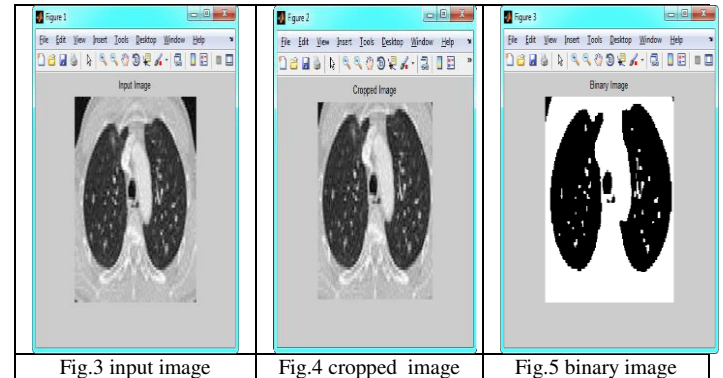 Figure 1
File Edit View Insert Tools Desktop Window Help
Input Image
Fig.3 input image
Figure 2
File Edit View Insert Tools Desktop Window Help
Cropped Image
Fig.4 cropped image
Figure 3
File Edit View Insert Tools Desktop Window Help
Binary Image
Fig.5 binary image